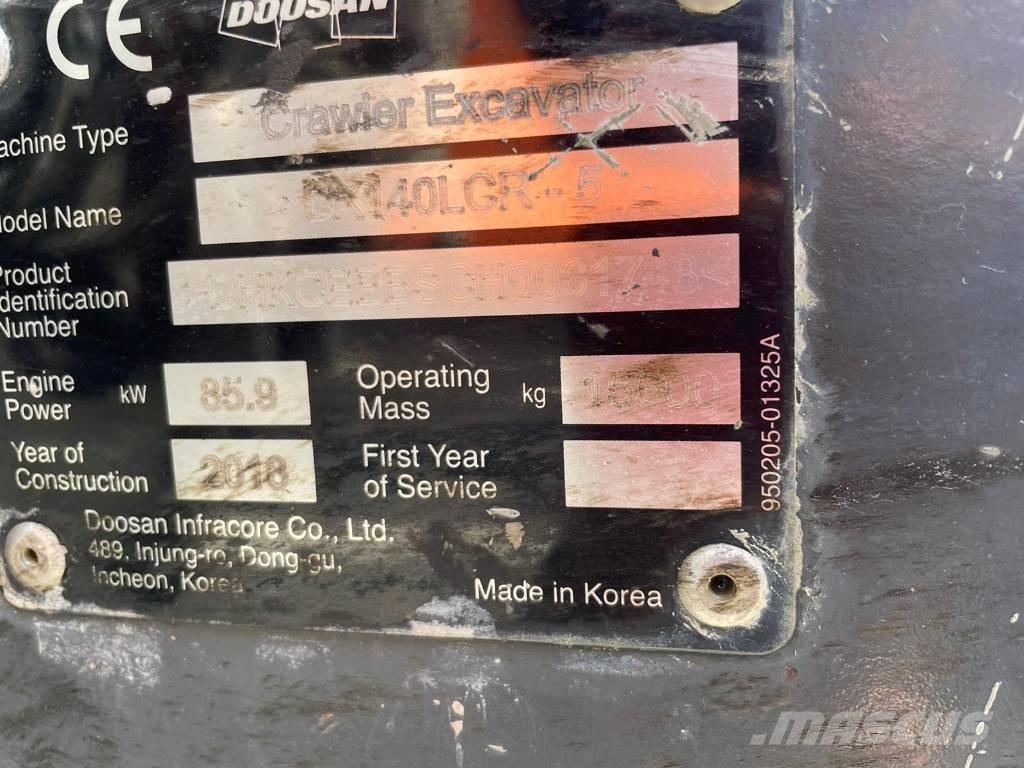 CE DOOSAN
Machine Type Crawler Excavator
Model Name DX140LCR-5
Product
Identification
Number
Engine
Power kW 85.9
Operating
Mass kg
Year of
Construction 2018
First Year
of Service
Doosan Infracore Co., Ltd.
489, Injung-ro, Dong-gu,
Incheon, Korea
Made in Korea
950205-01325A
MASCUS